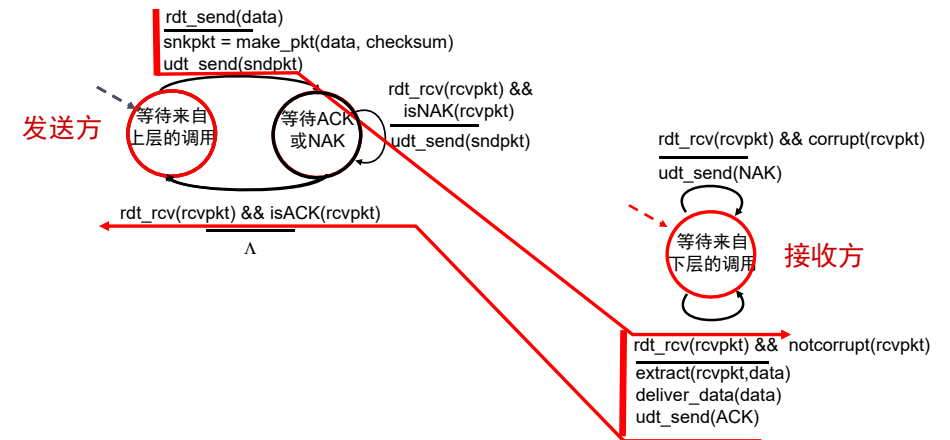 rdt_send(data)
snkpkt = make_pkt(data, checksum)
udt_send(sndpkt)
发送方
等待来自
上层的调用
等待ACK
或NAK
rdt_rcv(rcvpkt) &&
isNAK(rcvpkt)
udt_send(sndpkt)
rdt_rcv(rcvpkt) && isACK(rcvpkt)
Λ
rdt_rcv(rcvpkt) && corrupt(rcvpkt)
udt_send(NAK)
等待来自
下层的调用
接收方
rdt_rcv(rcvpkt) && notcorrupt(rcvpkt)
extract(rcvpkt,data)
deliver_data(data)
udt_send(ACK)